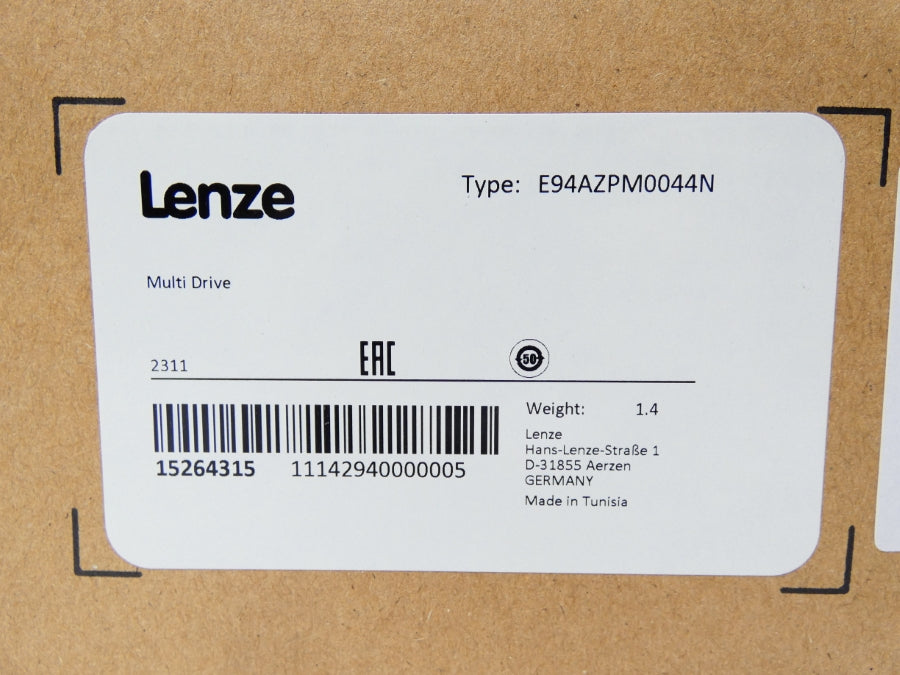 Lenze
Type: E94AZPM0044N
Multi Drive
2311
EAC
50
15264315 11142940000005
Weight: 1.4
Lenze
Hans-Lenze-Straße 1
D-31855 Aerzen
GERMANY
Made in Tunisia